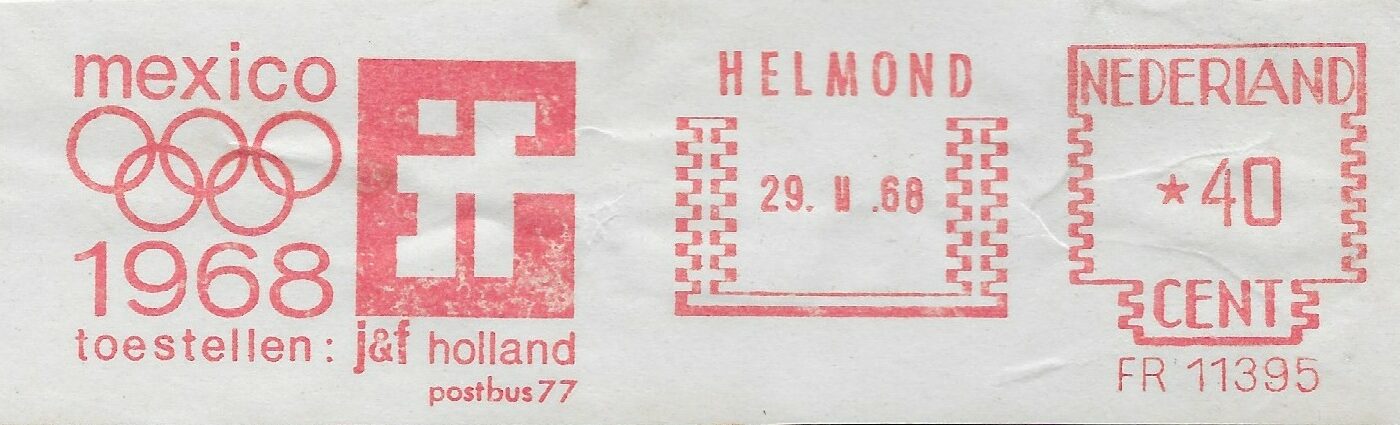 mexico
1968
toestellen: j&f holland
postbus 77
HELMOND
29. II .68
NEDERLAND
*40
CENT
FR 11395